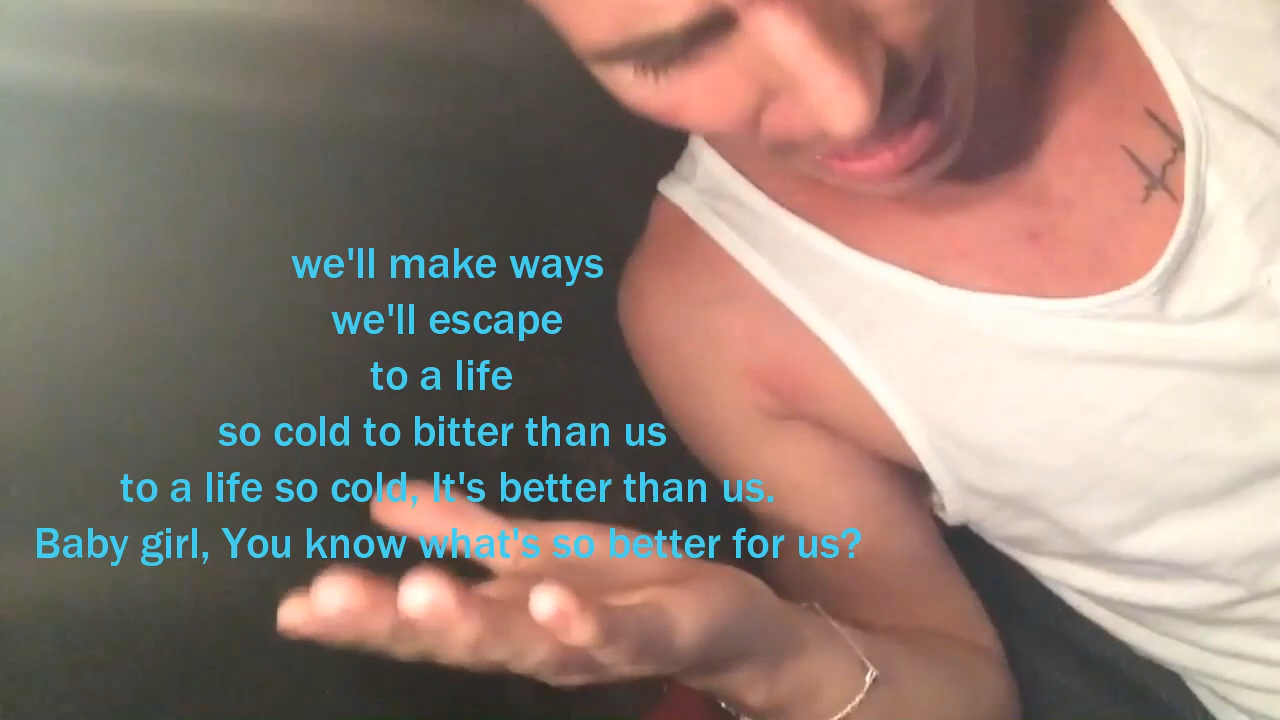 we'll make ways
we'll escape
to a life
so cold to bitter than us
to a life so cold, It's better than us.
Baby girl, You know what's so better for us?